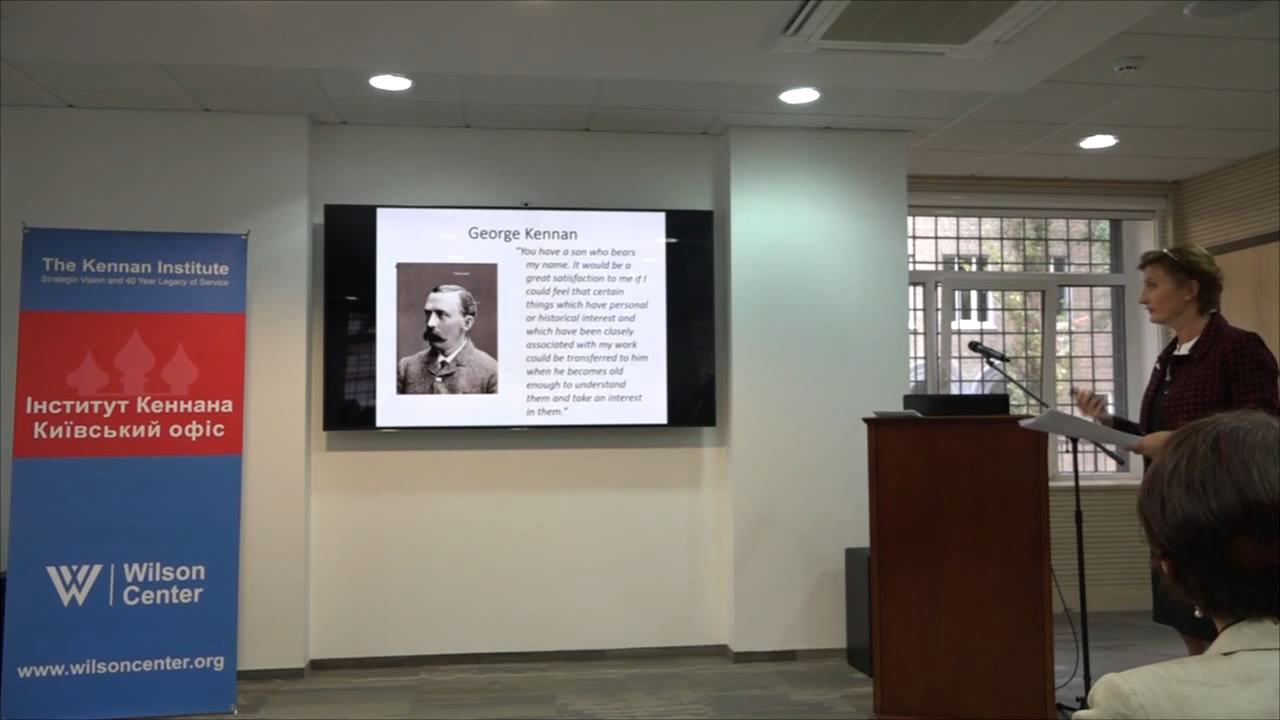 The Kennan Institute
Strategic Vision and 40 Year Legacy of Service
Інститут Кеннана
Київський офіс
Wilson
Center
www.wilsoncenter.org
George Kennan
"You have a son who bears
my name. It would be a
great satisfaction to me if I
could feel that certain
things which have personal
or historical interest and
which have been closely
associated with my work
could be transferred to him
when he becomes old
enough to understand
them and take an interest
in them."